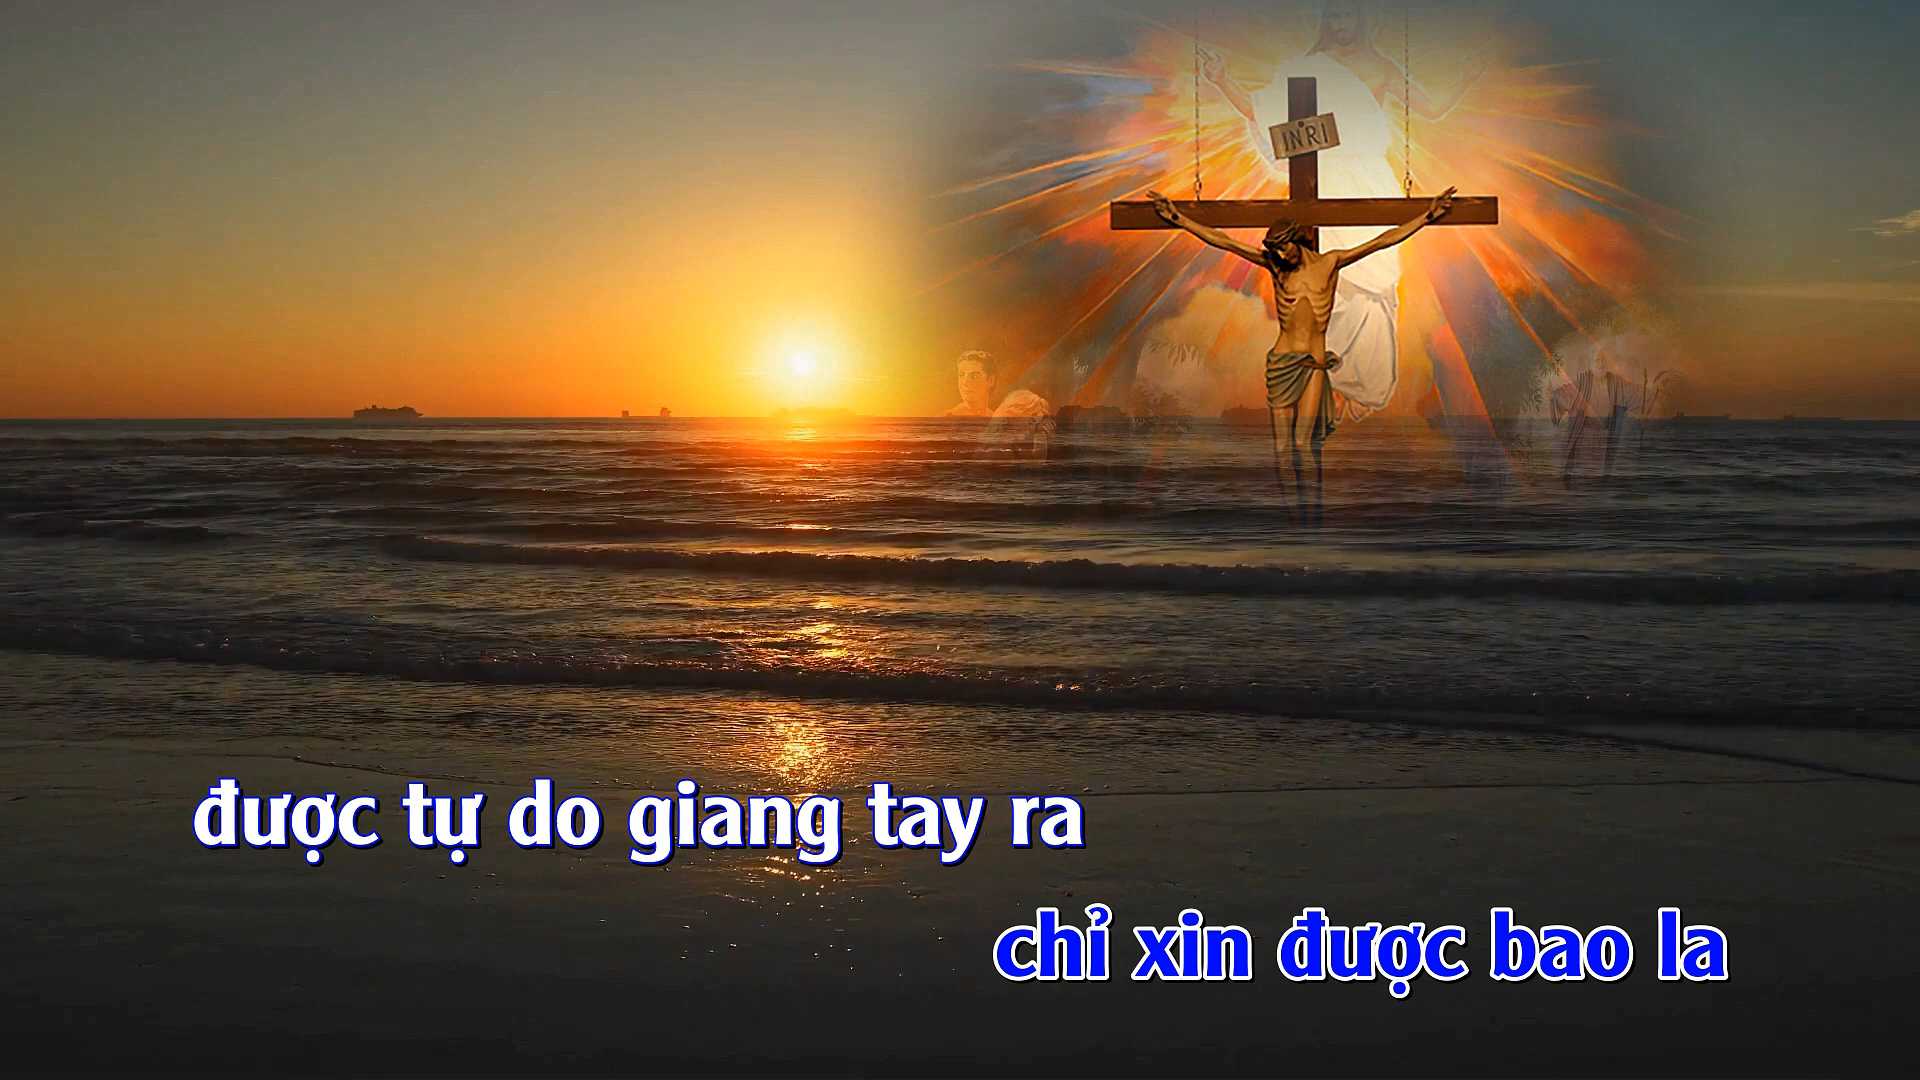 INRI
được tự do giang tay ra
chỉ xin được bao la